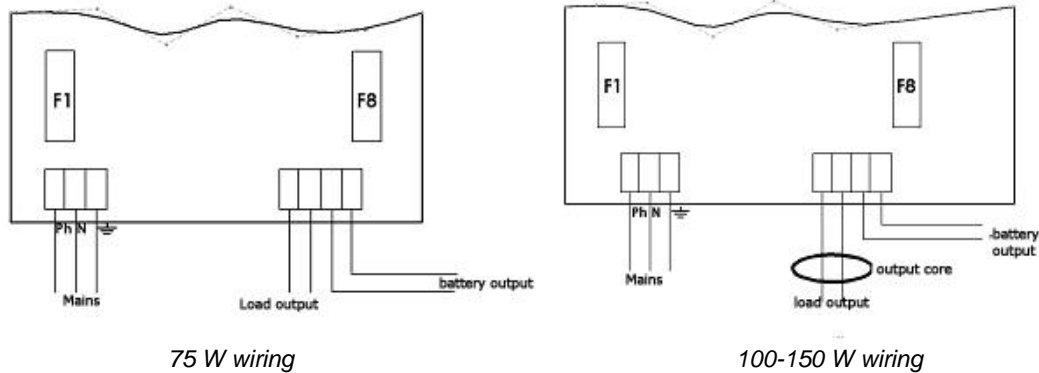 F1
F8
Ph N
Mains
Load output
battery output
75 W wiring
F1
F8
Ph N
Mains
battery
output
output core
load output
100-150 W wiring